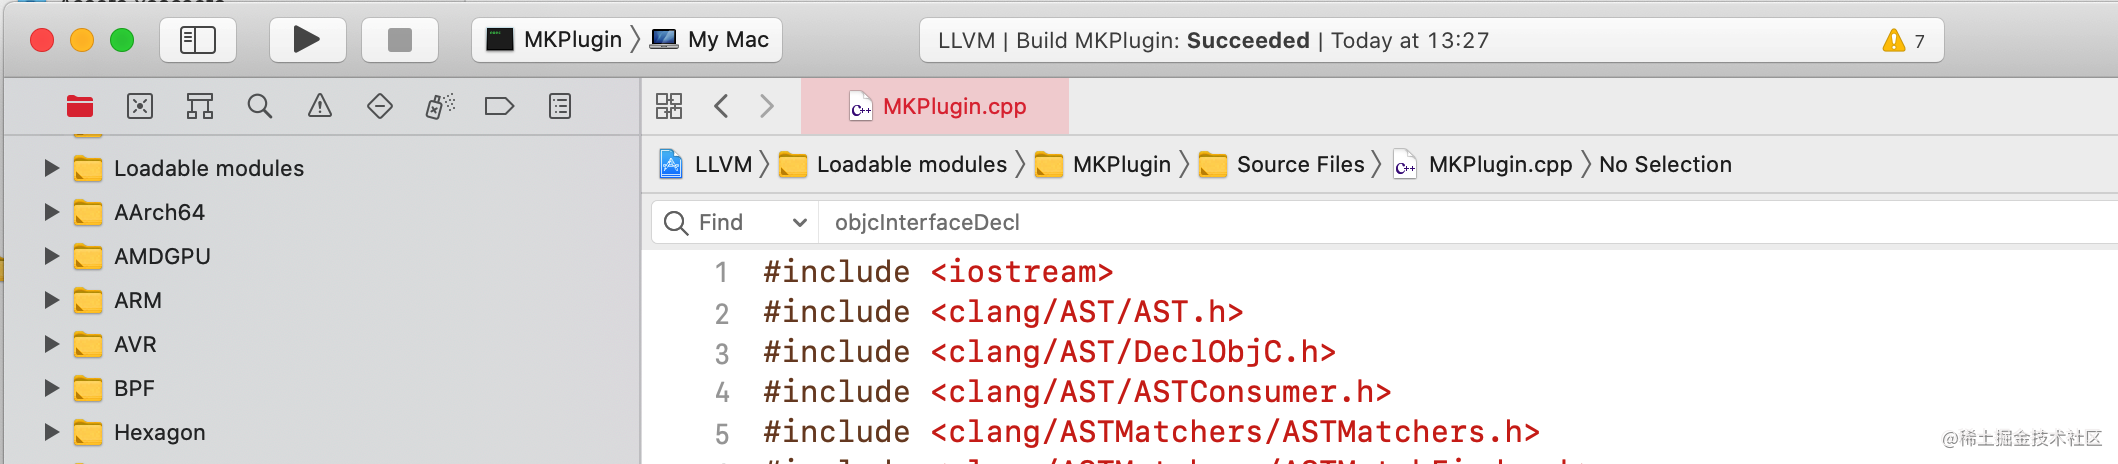 MKPlugin 〉 My Mac
LLVM | Build MKPlugin: Succeeded | Today at 13:27
7
MKPlugin.cpp
LLVM 〉 Loadable modules 〉 MKPlugin 〉 Source Files 〉 MKPlugin.cpp 〉 No Selection
Find
objcInterfaceDecl
Loadable modules
AArch64
AMDGPU
ARM
AVR
BPF
Hexagon
1 #include <iostream>
2 #include <clang/AST/AST.h>
3 #include <clang/AST/DeclObjC.h>
4 #include <clang/AST/ASTConsumer.h>
5 #include <clang/ASTMatchers/ASTMatchers.h>
@稀土掘金技术社区